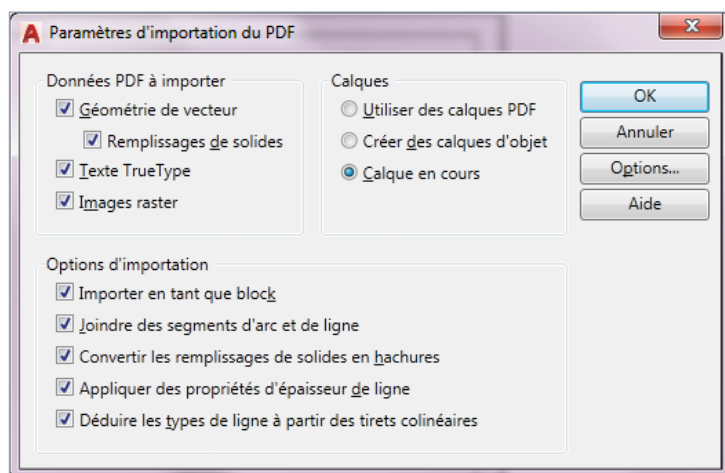 Paramètres d'importation du PDF
Données PDF à importer
Géométrie de vecteur
Remplissages de solides
Texte TrueType
Images raster
Calques
Utiliser des calques PDF
Créer des calques d'objet
Calque en cours
OK
Annuler
Options...
Aide
Options d'importation
Importer en tant que block
Joindre des segments d'arc et de ligne
Convertir les remplissages de solides en hachures
Appliquer des propriétés d'épaisseur de ligne
Déduire les types de ligne à partir des tirets colinéaires